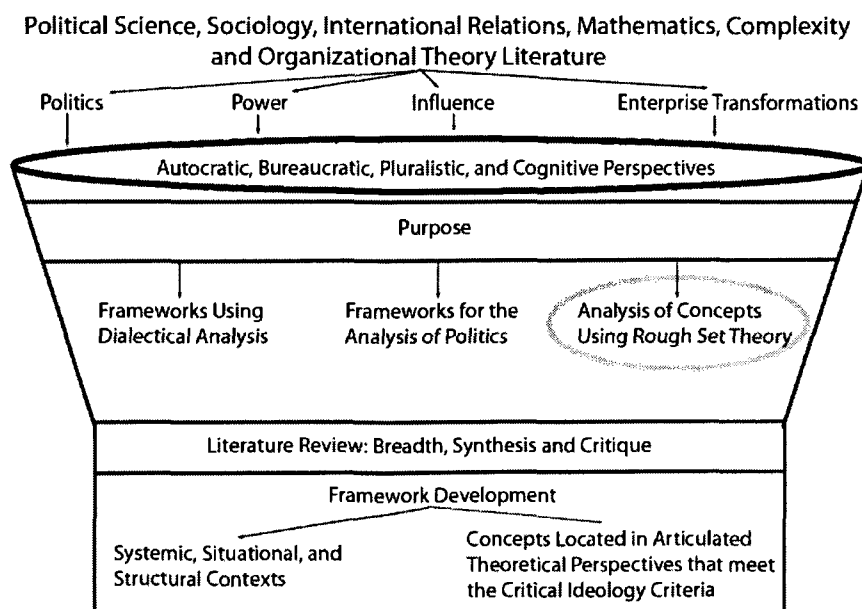 Political Science, Sociology, International Relations, Mathematics, Complexity
and Organizational Theory Literature
Politics Power Influence Enterprise Transformations
Autocratic, Bureaucratic, Pluralistic, and Cognitive Perspectives
Purpose
Frameworks Using
Dialectical Analysis
Frameworks for the
Analysis of Politics
Analysis of Concepts
Using Rough Set Theory
Literature Review: Breadth, Synthesis and Critique
Framework Development
Systemic, Situational, and
Structural Contexts
Concepts Located in Articulated
Theoretical Perspectives that meet
the Critical Ideology Criteria